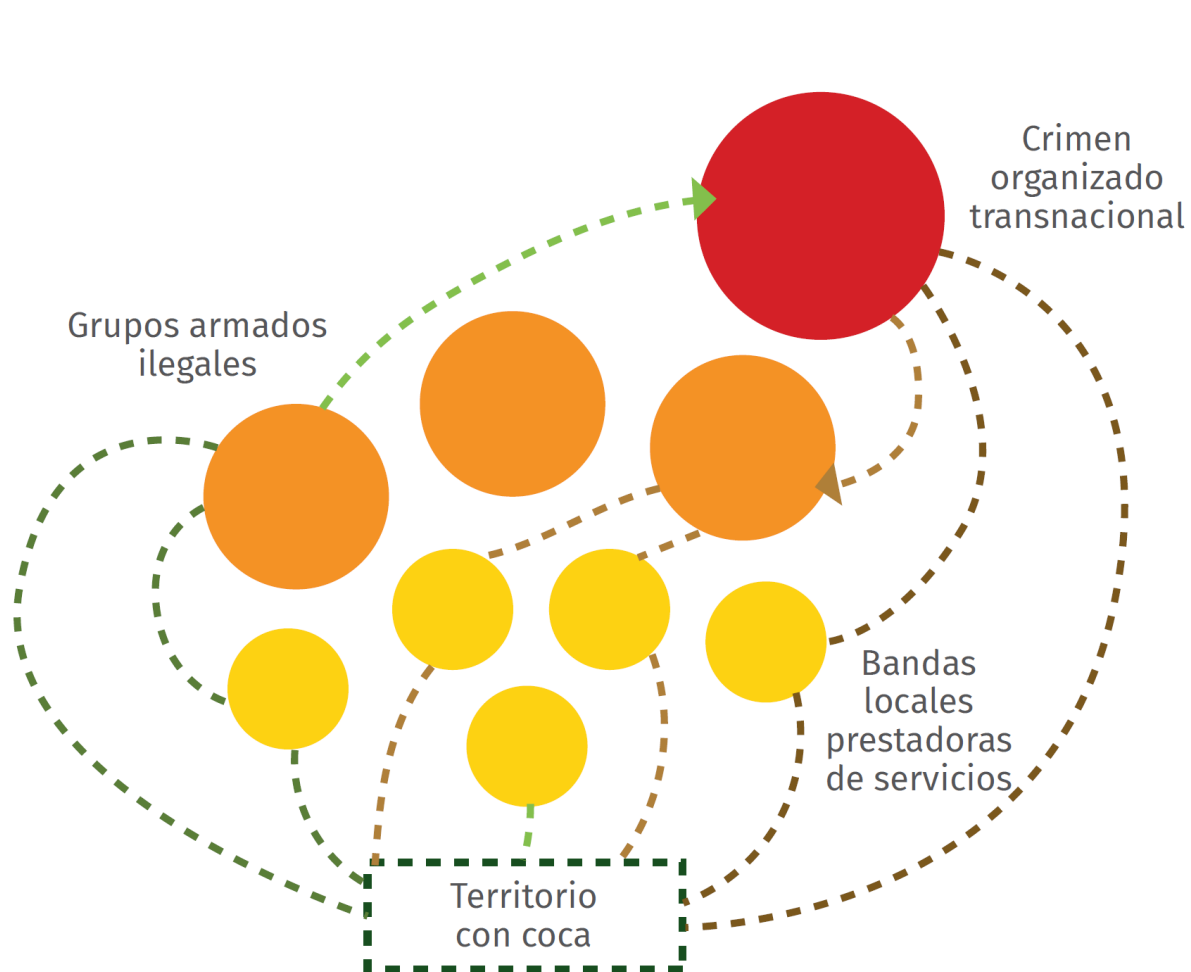 Crimen
organizado
transnacional
Grupos armados
ilegales
Bandas
locales
prestadoras
de servicios
Territorio
con coca